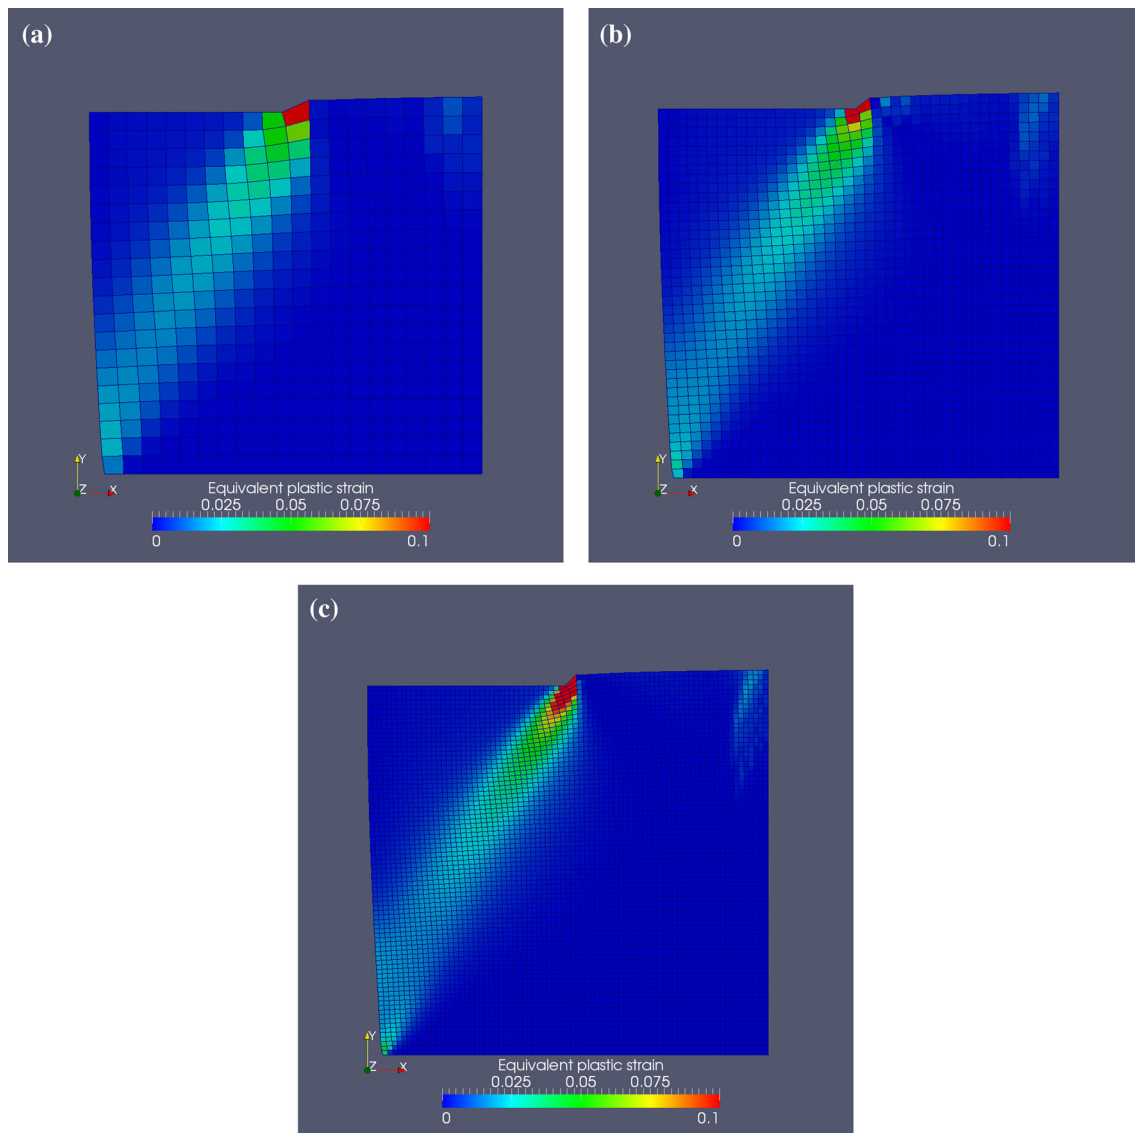 (a)
Y
Z X
Equivalent plastic strain
0.025 0.05 0.075
0 0.1
(b)
Y
Z X
Equivalent plastic strain
0.025 0.05 0.075
0 0.1
(c)
Y
Z X
Equivalent plastic strain
0.025 0.05 0.075
0 0.1